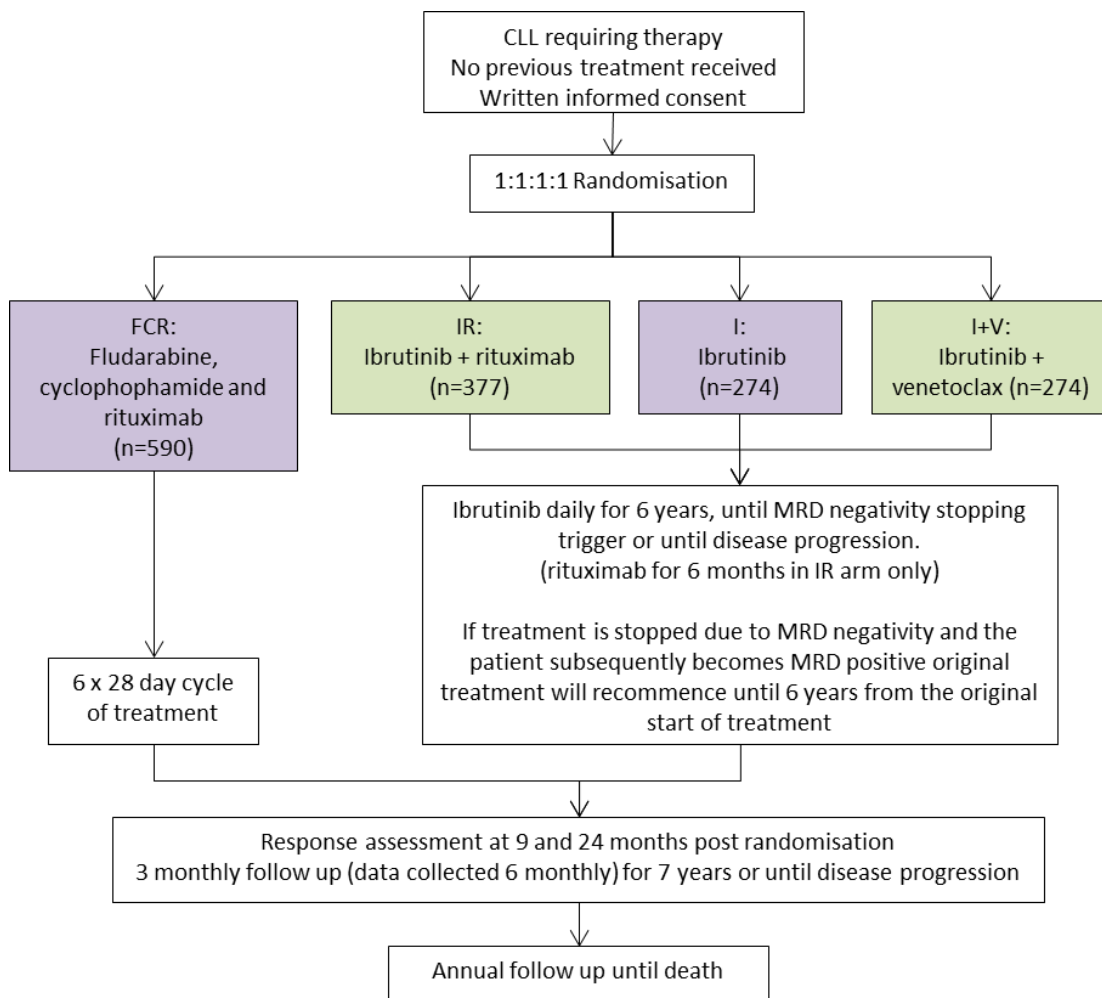 CLL requiring therapy
No previous treatment received
Written informed consent
1:1:1:1 Randomisation
FCR:
Fludarabine,
cyclophophamide and
rituximab
(n=590)
IR:
Ibrutinib + rituximab
(n=377)
I:
Ibrutinib
(n=274)
I+V:
Ibrutinib +
venetoclax (n=274)
Ibrutinib daily for 6 years, until MRD negativity stopping
trigger or until disease progression.
(rituximab for 6 months in IR arm only)
If treatment is stopped due to MRD negativity and the
patient subsequently becomes MRD positive original
treatment will recommence until 6 years from the original
start of treatment
6 x 28 day cycle
of treatment
Response assessment at 9 and 24 months post randomisation
3 monthly follow up (data collected 6 monthly) for 7 years or until disease progression
Annual follow up until death